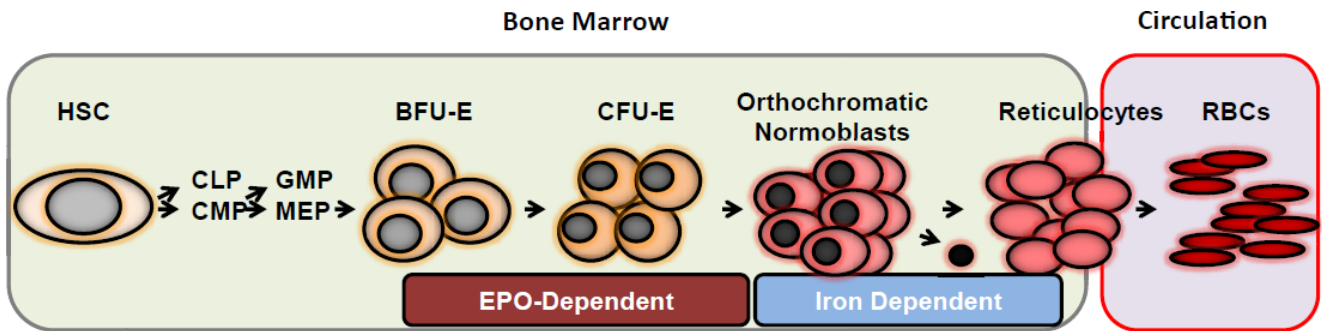 Bone Marrow
Circulation
HSC
BFU-E
CFU-E
Orthochromatic
Normoblasts
Reticulocytes
RBCs
CLP
GMP
CMP
MEP
EPO-Dependent
Iron Dependent